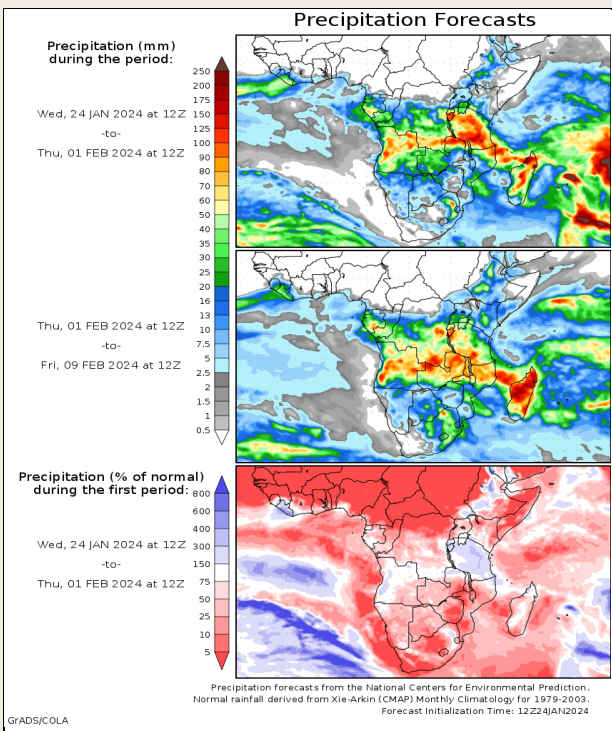 Precipitation Forecasts
Precipitation (mm)
during the period:
250
200
175
150
125
100
90
80
70
60
50
40
35
30
25
20
16
13
10
7.5
5
2.5
2
1.5
1
0.5
Wed, 24 JAN 2024 at 12Z
-to-
Thu, 01 FEB 2024 at 12Z
Thu, 01 FEB 2024 at 12Z
-to-
Fri, 09 FEB 2024 at 12Z
Precipitation (% of normal)
during the first period:
800
600
400
300
150
75
50
25
10
5
Wed, 24 JAN 2024 at 12Z
-to-
Thu, 01 FEB 2024 at 12Z
Precipitation forecasts from the National Centers for Environmental Prediction.
Normal rainfall derived from Xie-Arkin (CMAP) Monthly Climatology for 1979-2003.
Forecast Initialization Time: 12Z24JAN2024
GrADS/COLA